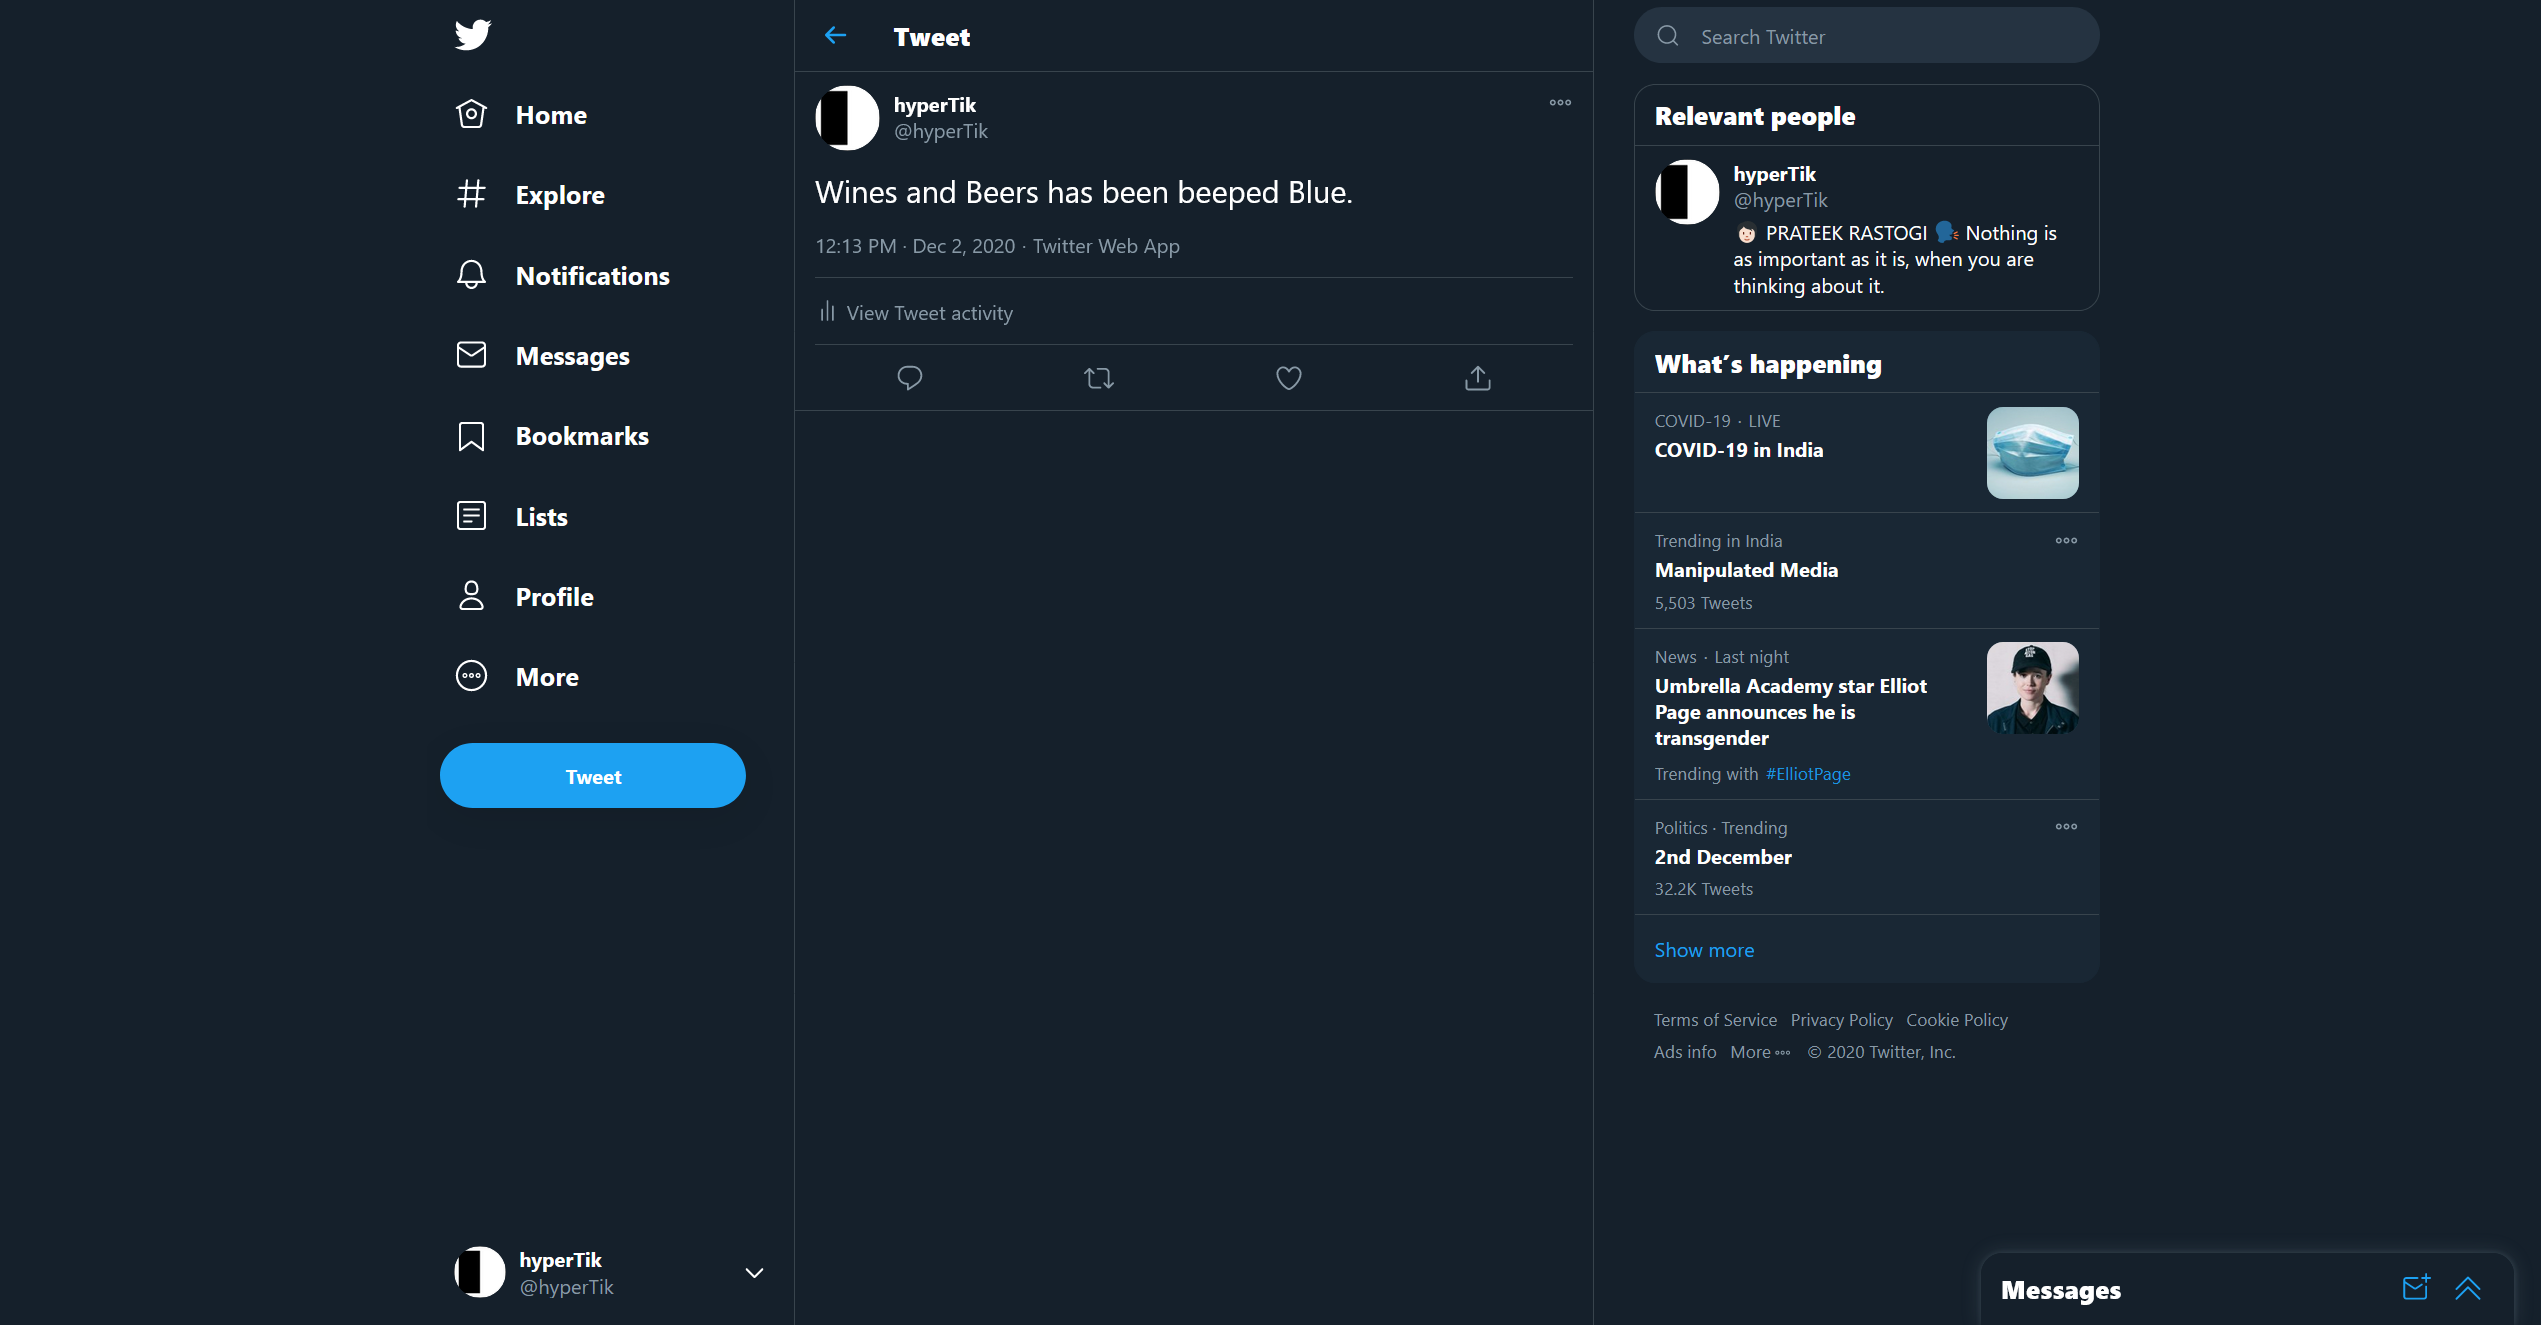 Home
Explore
Notifications
Messages
Bookmarks
Lists
Profile
More
Tweet
hyperTik
@hyperTik
Tweet
hyperTik
@hyperTik
Wines and Beers has been beeped Blue.
12:13 PM · Dec 2, 2020 · Twitter Web App
View Tweet activity
Search Twitter
Relevant people
hyperTik
@hyperTik
PRATEEK RASTOGI Nothing is
as important as it is, when you are
thinking about it.
What's happening
COVID-19 · LIVE
COVID-19 in India
Trending in India
Manipulated Media
5,503 Tweets
News · Last night
Umbrella Academy star Elliot
Page announces he is
transgender
Trending with #ElliotPage
Politics · Trending
2nd December
32.2K Tweets
Show more
Terms of Service Privacy Policy Cookie Policy
Ads info More © 2020 Twitter, Inc.
Messages